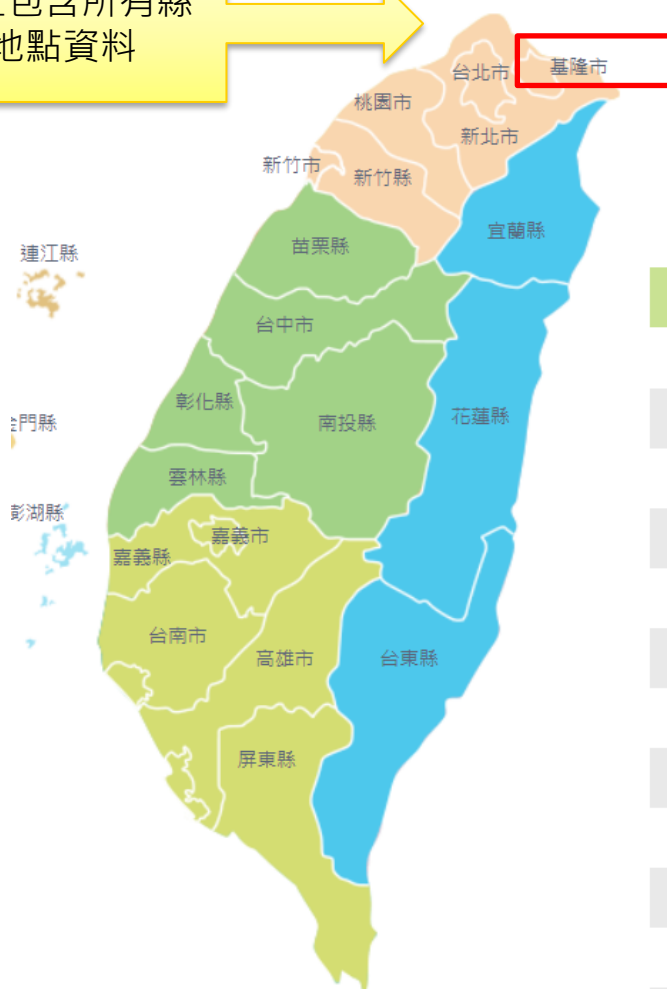 包含所有縣
地點資料
台北市
基隆市
桃園市
新北市
新竹市
新竹縣
宜蘭縣
苗栗縣
連江縣
台中市
彰化縣
花蓮縣
南投縣
金門縣
雲林縣
澎湖縣
嘉義市
嘉義縣
台南市
高雄市
台東縣
屏東縣